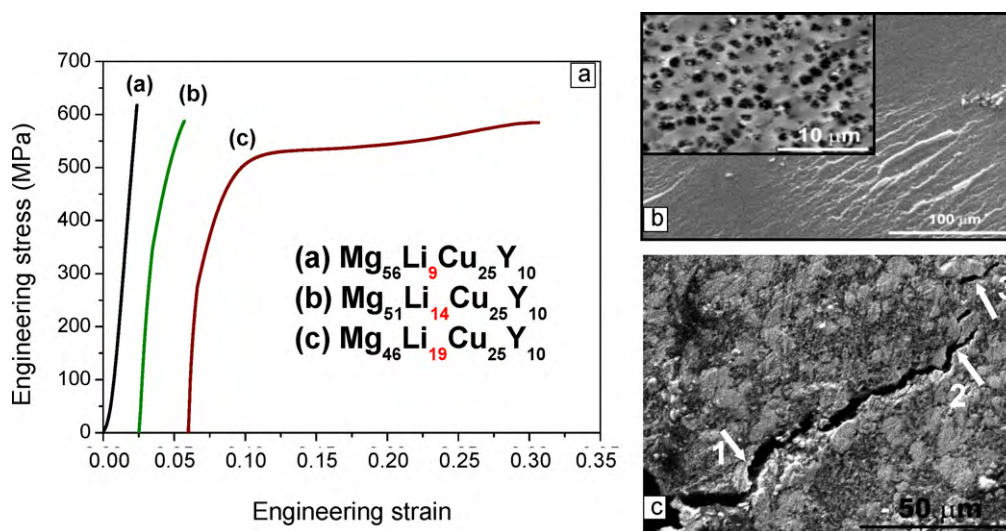 a
(a)
(b)
(c)
700
600
500
400
300
200
100
0
0.00 0.05 0.10 0.15 0.20 0.25 0.30 0.35
Engineering stress (MPa)
Engineering strain
(a) Mg₅₆Li₉Cu₂₅Y₁₀
(b) Mg₅₁Li₁₄Cu₂₅Y₁₀
(c) Mg₄₆Li₁₉Cu₂₅Y₁₀
10 μm
b
100 μm
1
2
c
50 μm